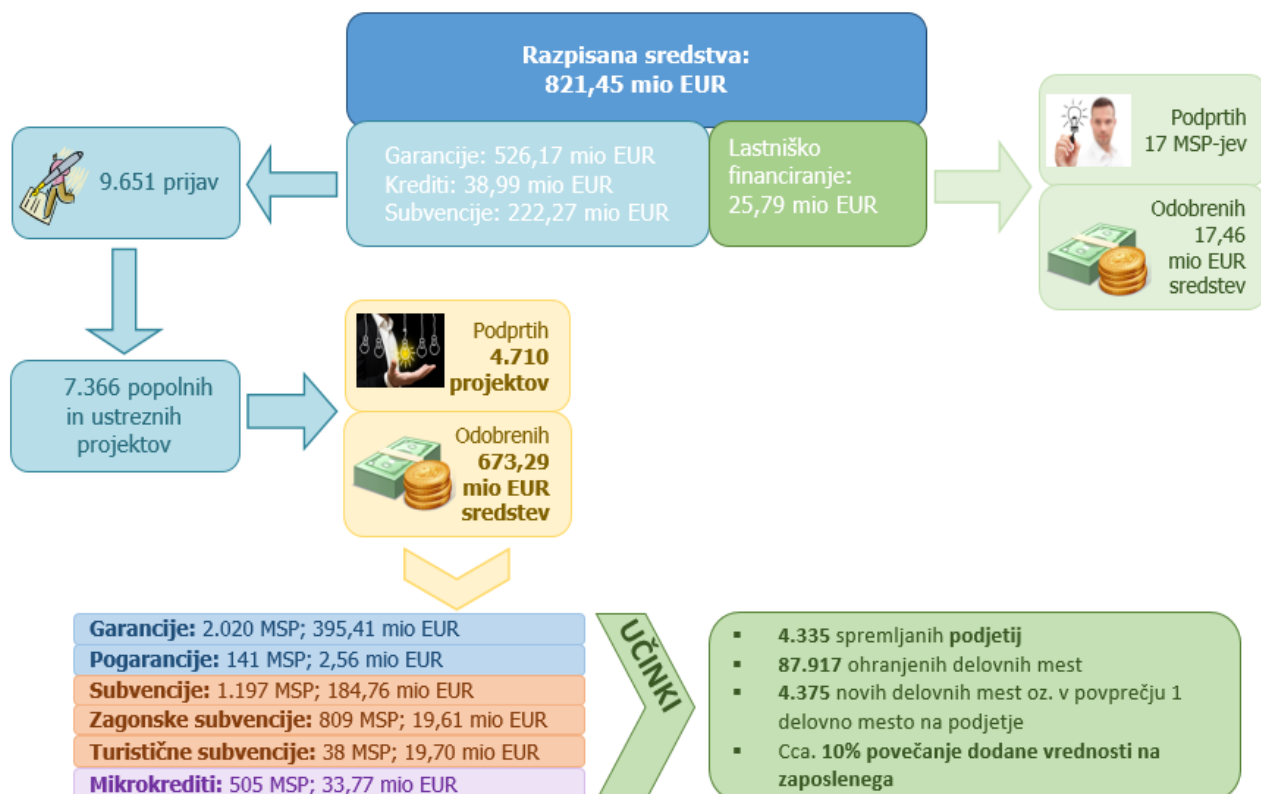 Razpisana sredstva:
821,45 mio EUR
Garancije: 526,17 mio EUR
Krediti: 38,99 mio EUR
Subvencije: 222,27 mio EUR
Lastniško
financiranje:
25,79 mio EUR
Podprtih
17 MSP-jev
Odobrenih
17,46
mio EUR
sredstev
9.651 prijav
7.366 popolnih
in ustreznih
projektov
Podprtih
4.710
projektov
Odobrenih
673,29
mio EUR
sredstev
Garancije: 2.020 MSP; 395,41 mio EUR
Pogarancije: 141 MSP; 2,56 mio EUR
Subvencije: 1.197 MSP; 184,76 mio EUR
Zagonske subvencije: 809 MSP; 19,61 mio EUR
Turistične subvencije: 38 MSP; 19,70 mio EUR
Mikrokrediti: 505 MSP; 33,77 mio EUR
UČINKI
▪ 4.335 spremljanih podjetij
▪ 87.917 ohranjenih delovnih mest
▪ 4.375 novih delovnih mest oz. v povprečju 1
delovno mesto na podjetje
▪ Cca. 10% povečanje dodane vrednosti na
zaposlenega